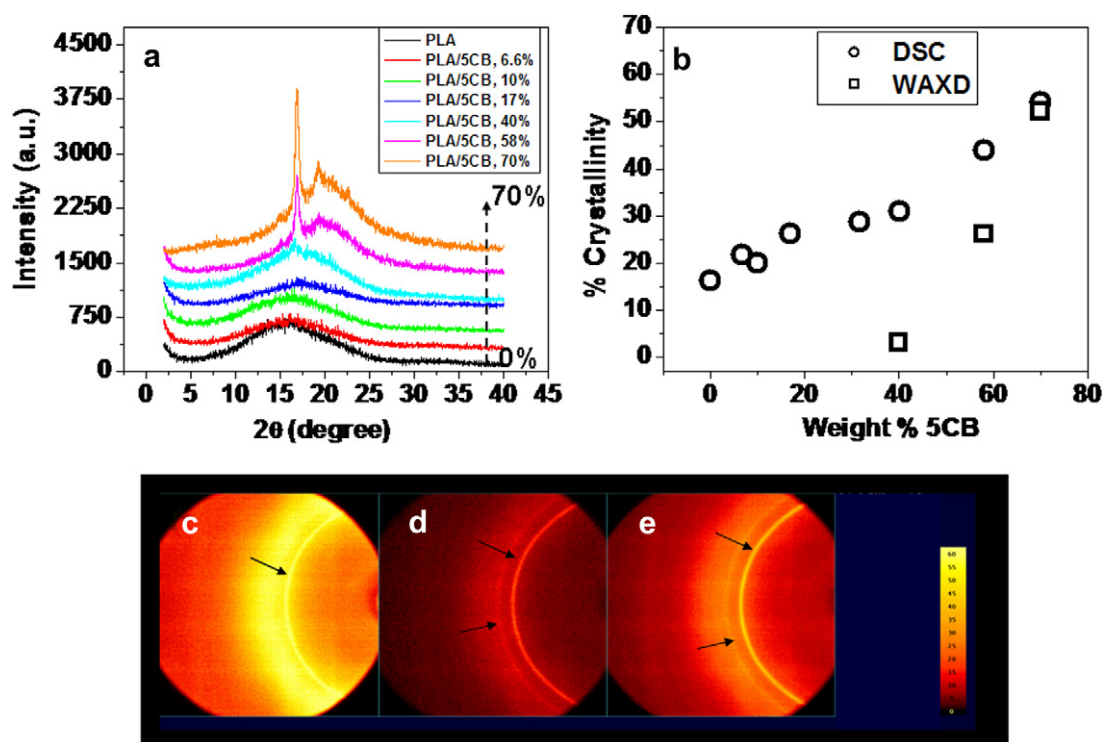 a
4500
3750
3000
2250
1500
750
0
Intensity (a.u.)
0 5 10 15 20 25 30 35 40 45
2θ (degree)
PLA
PLA/5CB, 6.6%
PLA/5CB, 10%
PLA/5CB, 17%
PLA/5CB, 40%
PLA/5CB, 58%
PLA/5CB, 70%
70%
0%
b
70
60
50
40
30
20
10
0
% Crystallinity
0 20 40 60 80
Weight % 5CB
DSC
WAXD
c
d
e
60
55
50
45
40
35
30
25
20
15
10
5
0